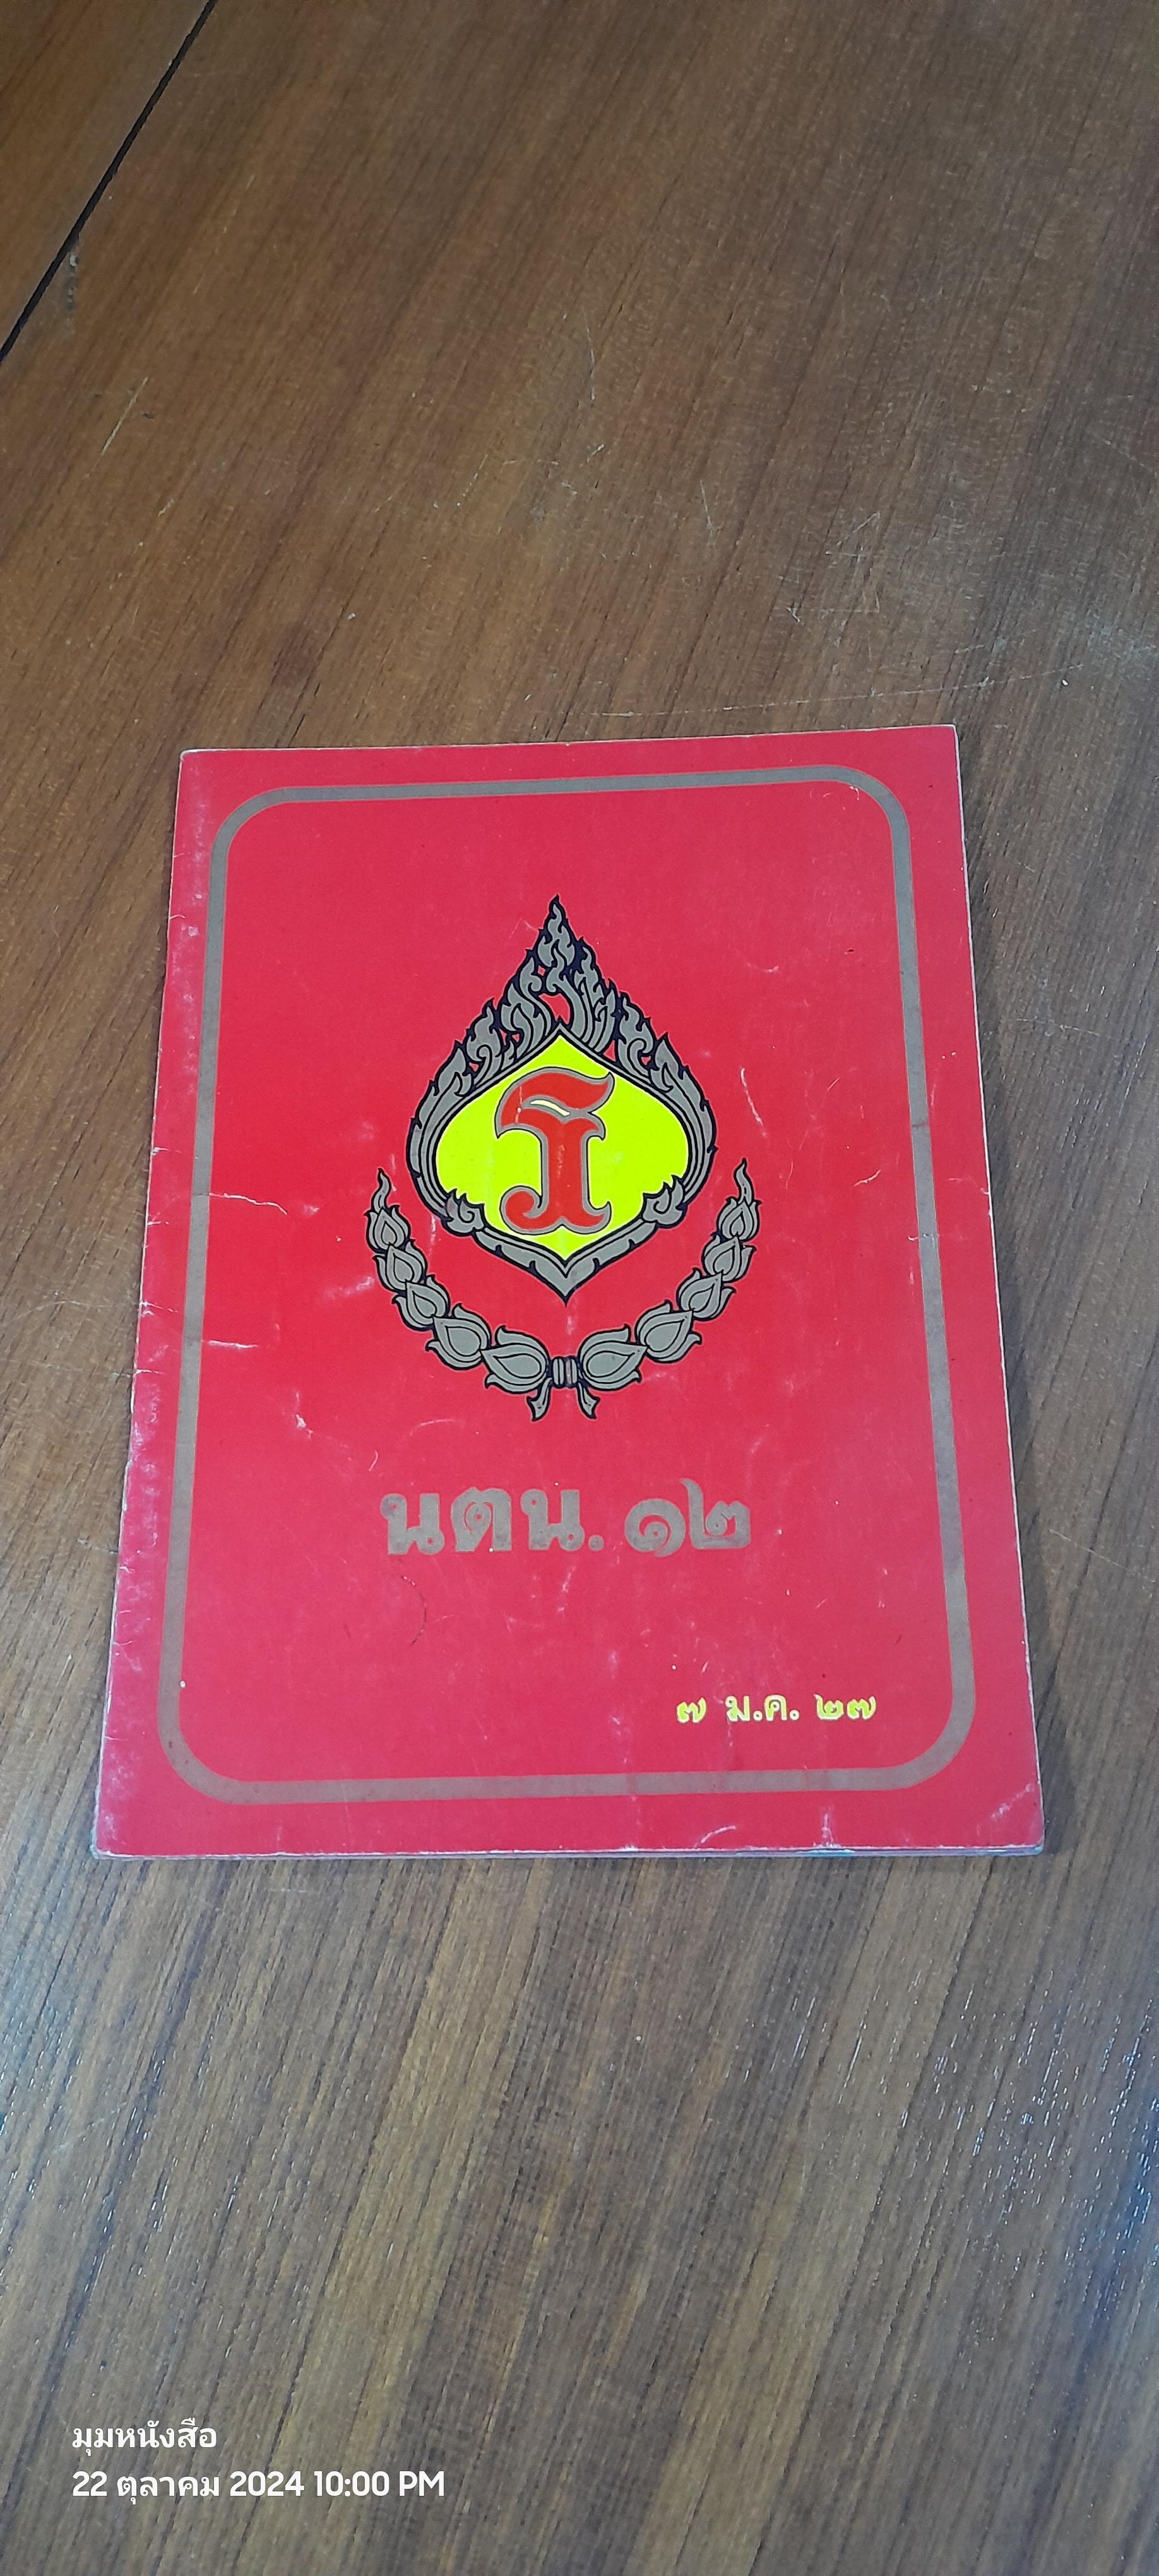 ร
นตน. ๑๒
๗ ม.ค. ๒๗
มุมหนังสือ
22 ตุลาคม 2024 10:00 PM